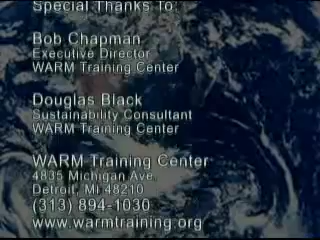 Special Thanks To:
Bob Chapman
Executive Director
WARM Training Center
Douglas Black
Sustainability Consultant
WARM Training Center
WARM Training Center
4835 Michigan Ave.
Detroit, MI 48210
(313) 894-1030
www.warmtraining.org